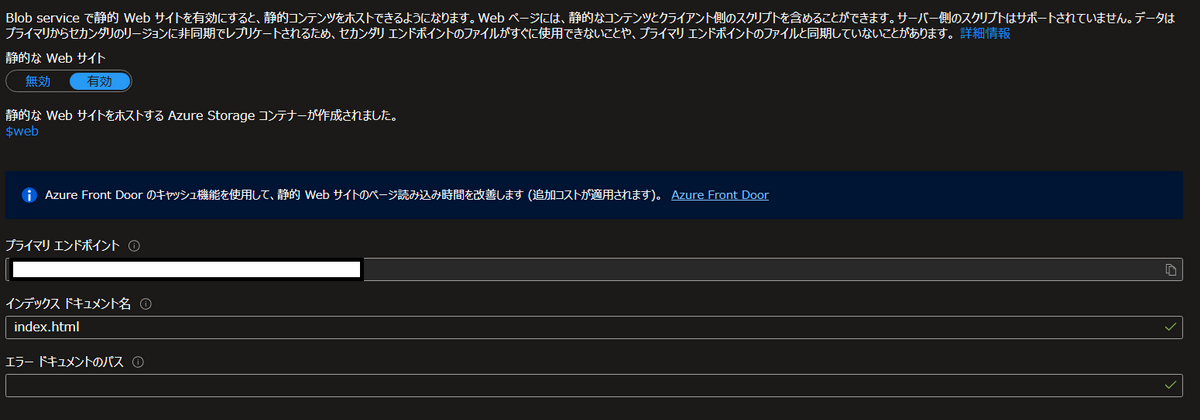 Blob service で静的 Web サイトを有効にすると、静的コンテンツをホストできるようになります。Web ページには、静的なコンテンツとクライアント側のスクリプトを含めることができます。サーバー側のスクリプトはサポートされていません。データは
プライマリからセカンダリのリージョンに非同期でレプリケートされるため、セカンダリ エンドポイントのファイルがすぐに使用できないことや、プライマリ エンドポイントのファイルと同期していないことがあります。 詳細情報
静的な Web サイト
無効 有効
静的な Web サイトをホストする Azure Storage コンテナーが作成されました。
$web
Azure Front Door のキャッシュ機能を使用して、静的 Web サイトのページ読み込み時間を改善します (追加コストが適用されます)。 Azure Front Door
プライマリ エンドポイント
インデックス ドキュメント名
index.html
エラー ドキュメントのパス